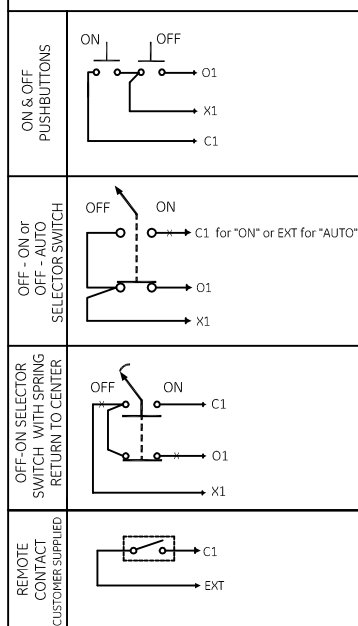 ON & OFF
PUSHBUTTONS
ON OFF
O1
X1
C1
OFF - ON or
OFF - AUTO
SELECTOR SWITCH
OFF ON
C1 for "ON" or EXT for "AUTO"
O1
X1
OFF-ON SELECTOR
SWITCH WITH SPRING
RETURN TO CENTER
OFF ON
C1
O1
X1
REMOTE
CONTACT
CUSTOMER SUPPLIED
C1
EXT